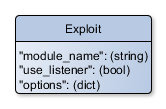 Exploit
"module_name": (string)
"use_listener": (bool)
"options": (dict)